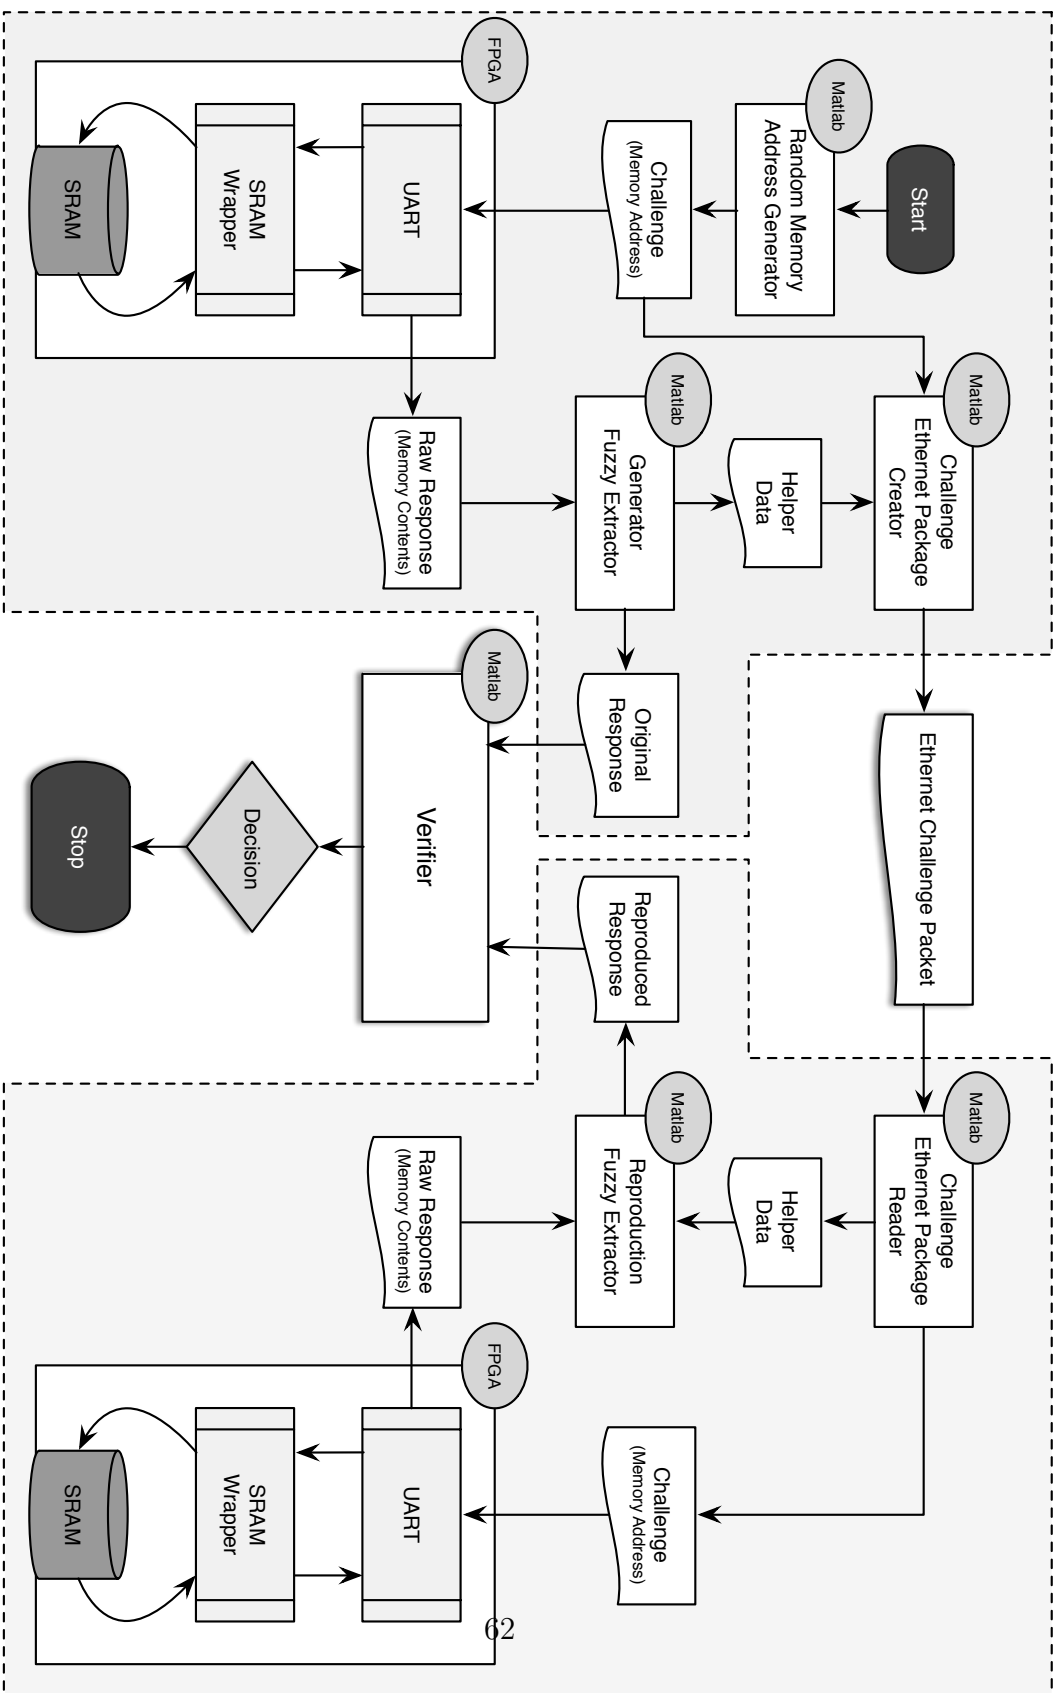 Start
Matlab
Random Memory
Address Generator
Challenge
(Memory Address)
FPGA
UART
SRAM
Wrapper
SRAM
Matlab
Challenge
Ethernet Package
Creator
Helper
Data
Matlab
Generator
Fuzzy Extractor
Raw Response
(Memory Contents)
Original
Response
Ethernet Challenge Packet
Matlab
Verifier
Decision
Stop
Reproduced
Response
Matlab
Challenge
Ethernet Package
Reader
Helper
Data
Matlab
Reproduction
Fuzzy Extractor
Raw Response
(Memory Contents)
Challenge
(Memory Address)
FPGA
UART
SRAM
Wrapper
SRAM
62